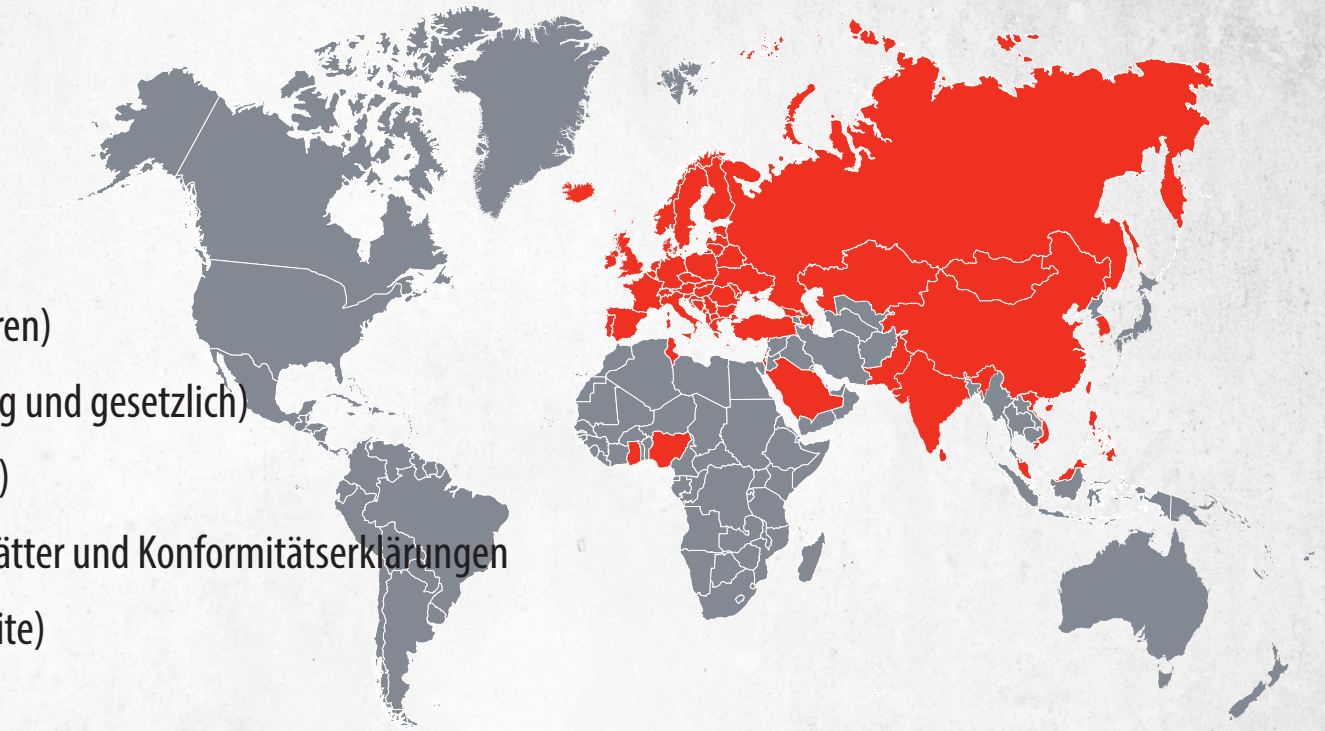 ren)
g und gesetzlich)
)
ätter und Konformitätserklärungen
ite)